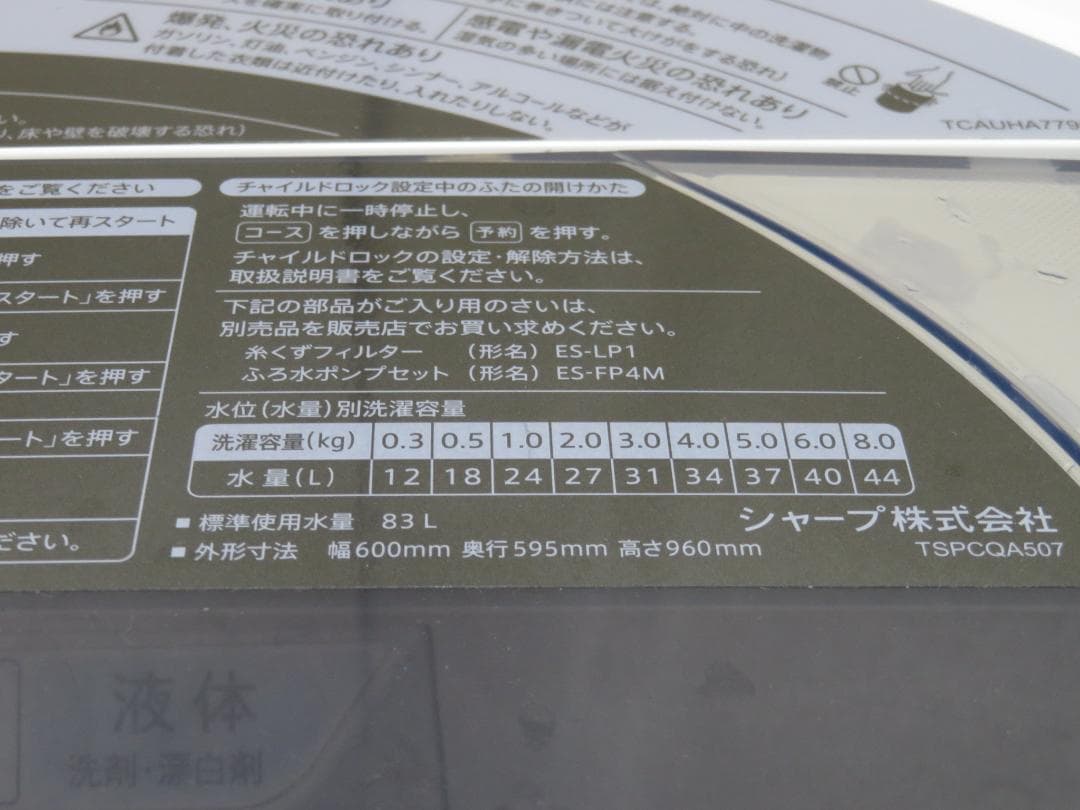 爆発、火災の恐れあり
ガソリン、灯油、ベンジン、シンナー、アルコールなどが
付着した衣類は近付けたり、入れたりしない。
感電や漏電火災の恐れあり
湿気の多い場所には据え付けない。
禁止
TCAUHA779
り、床や壁を破壊する恐れ）
をご覧ください
除いて再スタート
押す
スタート」を押す
す
タート」を押す
ート」を押す
ださい。
チャイルドロック設定中のふたの開けかた
運転中に一時停止し、
コース を押しながら 予約 を押す。
チャイルドロックの設定・解除方法は、
取扱説明書をご覧ください。
下記の部品がご入り用のさいは、
別売品を販売店でお買い求めください。
糸くずフィルター （形名） ES-LP1
ふろ水ポンプセット （形名） ES-FP4M
水位（水量）別洗濯容量
洗濯容量(kg) 0.3 0.5 1.0 2.0 3.0 4.0 5.0 6.0 8.0
水量(L) 12 18 24 27 31 34 37 40 44
■ 標準使用水量 83 L
■ 外形寸法 幅600mm 奥行595mm 高さ960mm
シャープ株式会社
TSPCQA507
液体
洗剤・漂白剤